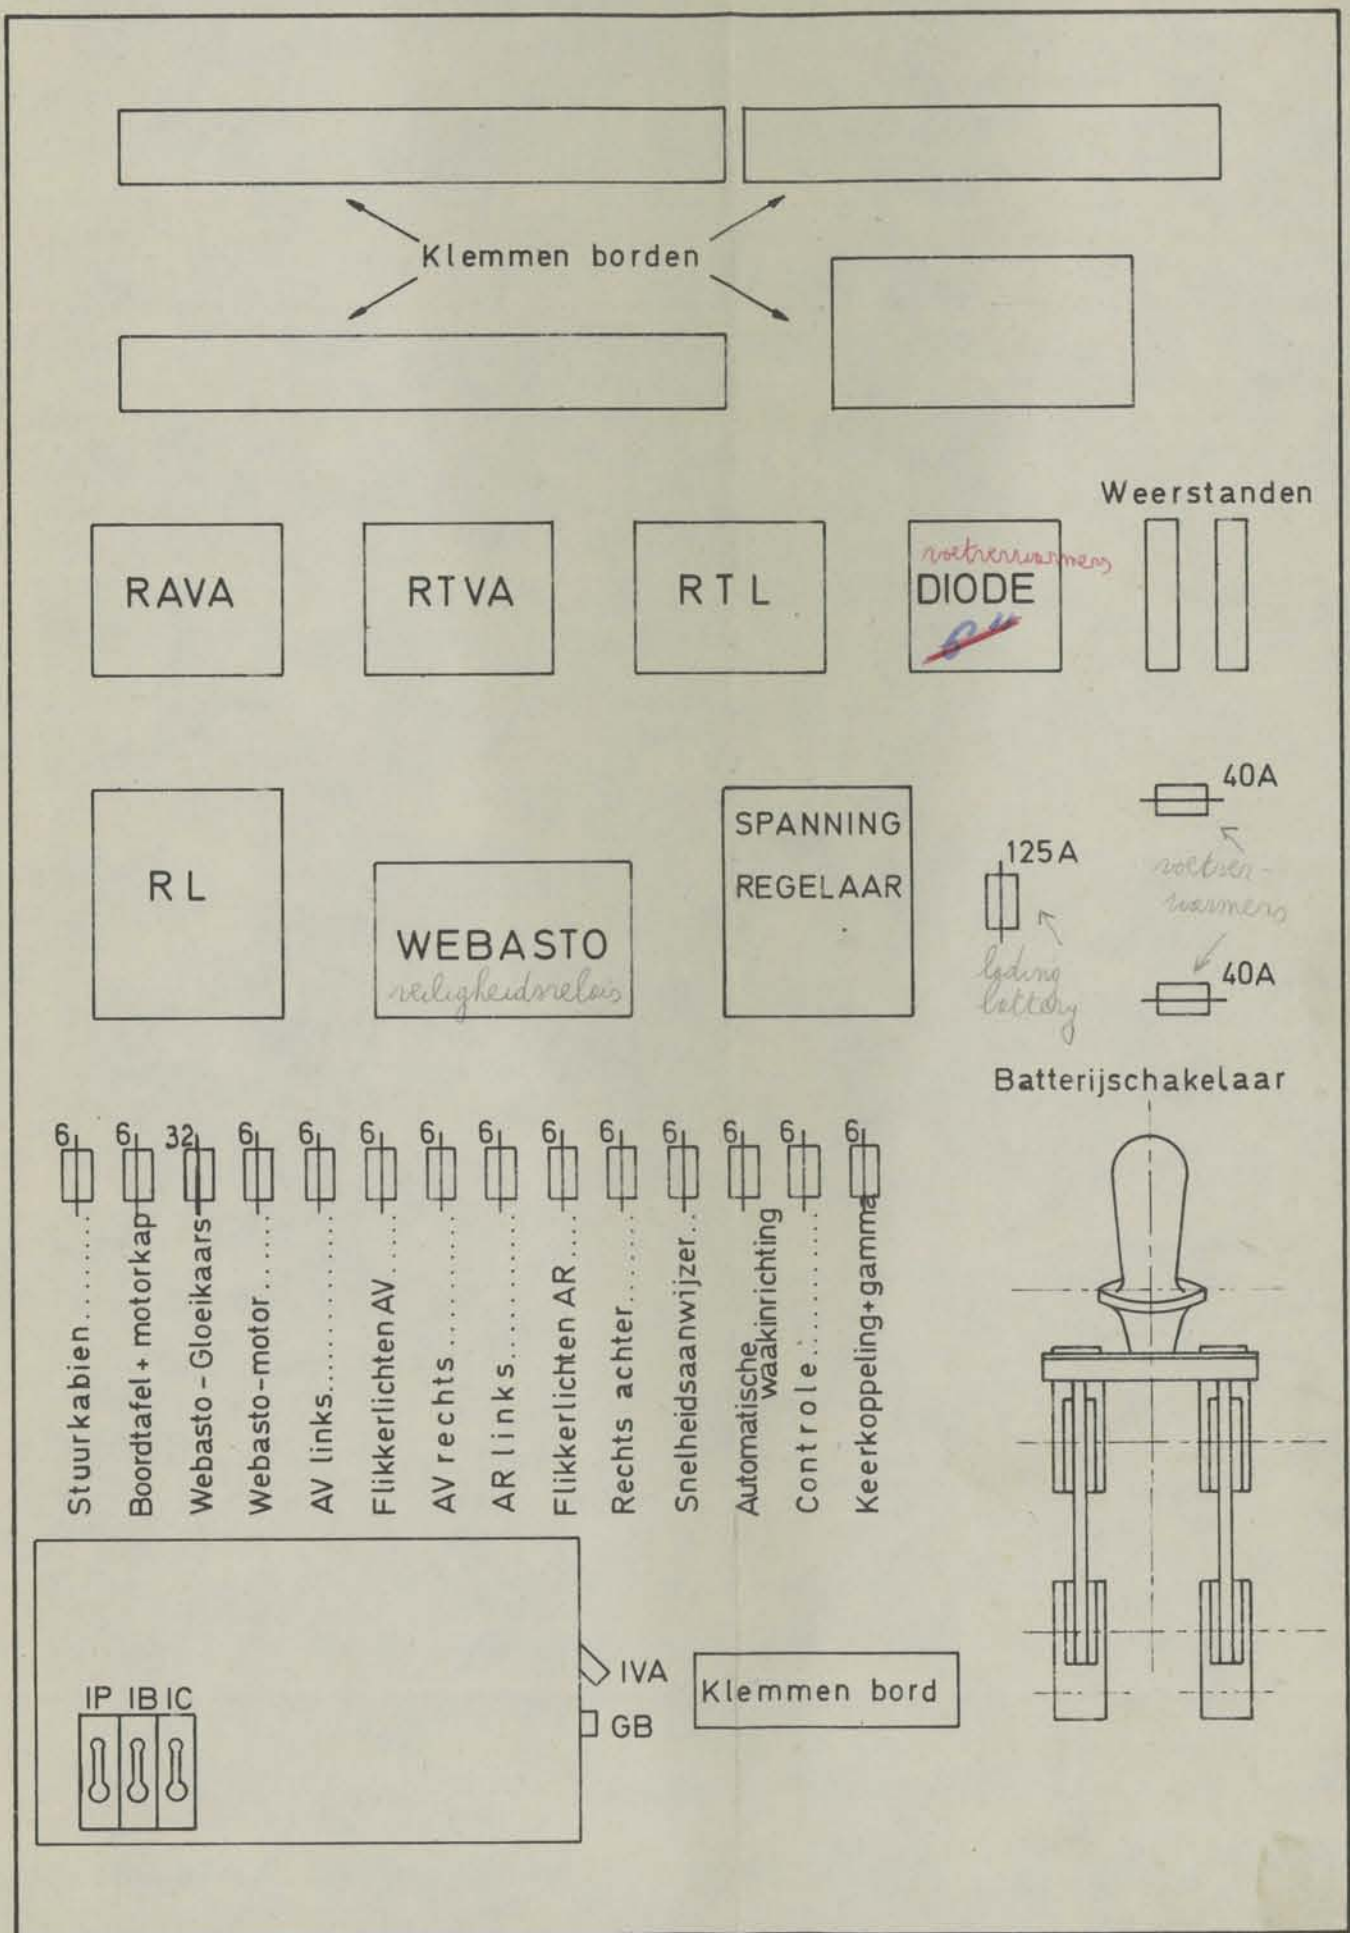 Klemmen borden
Weerstanden
RAVA
RTVA
RTL
voetverwarmers
DIODE
6"
40A
SPANNING
REGELAAR
125A
voetver-
warmers
RL
WEBASTO
veiligheidsrelais
lading
battery
40A
Batterijschakelaar
6 6 32 6 6 6 6 6 6 6 6 6 6 6
Stuurkabien.........
Boordtafel + motorkap
Webasto - Gloeikaars
Webasto-motor......
AV links..............
Flikkerlichten AV.....
AV rechts............
AR links.............
Flikkerlichten AR....
Rechts achter.......
Snelheidsaanwijzer...
Automatische
waakinrichting
Controle............
Keerkoppeling+gamma
IVA
GB
IP IB IC
Klemmen bord